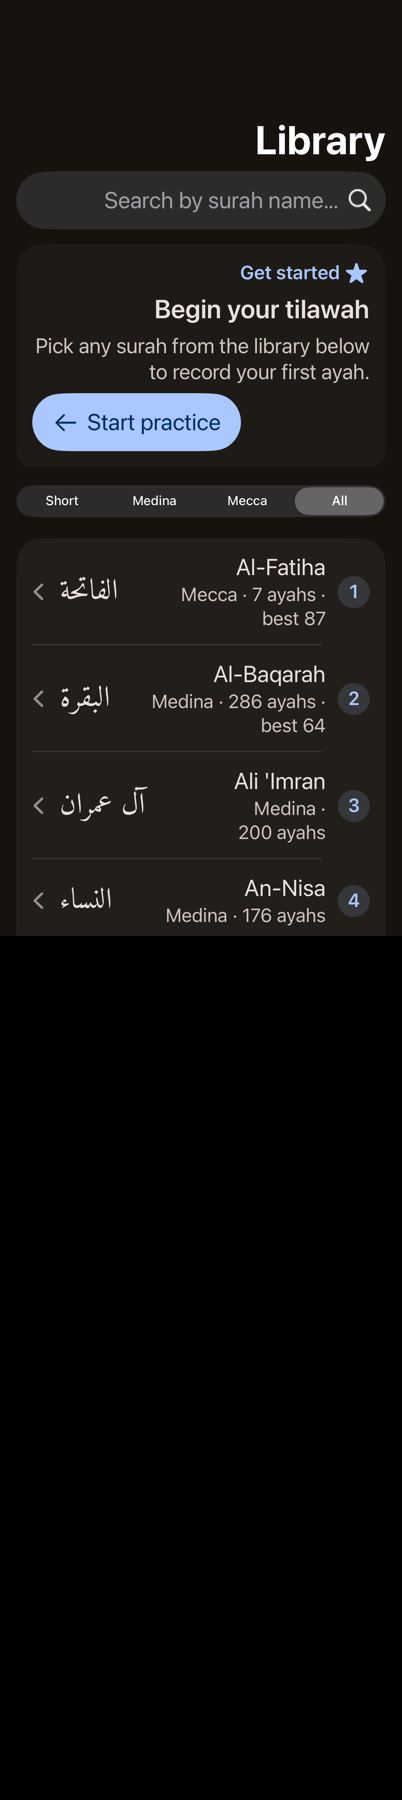 Library
Search by surah name...
Get started
Begin your tilawah
Pick any surah from the library below
to record your first ayah.
Start practice
Short Medina Mecca All
1
Al-Fatiha
Mecca · 7 ayahs ·
best 87
الفاتحة
2
Al-Baqarah
Medina · 286 ayahs ·
best 64
البقرة
3
Ali 'Imran
Medina ·
200 ayahs
آل عمران
4
An-Nisa
Medina · 176 ayahs
النساء